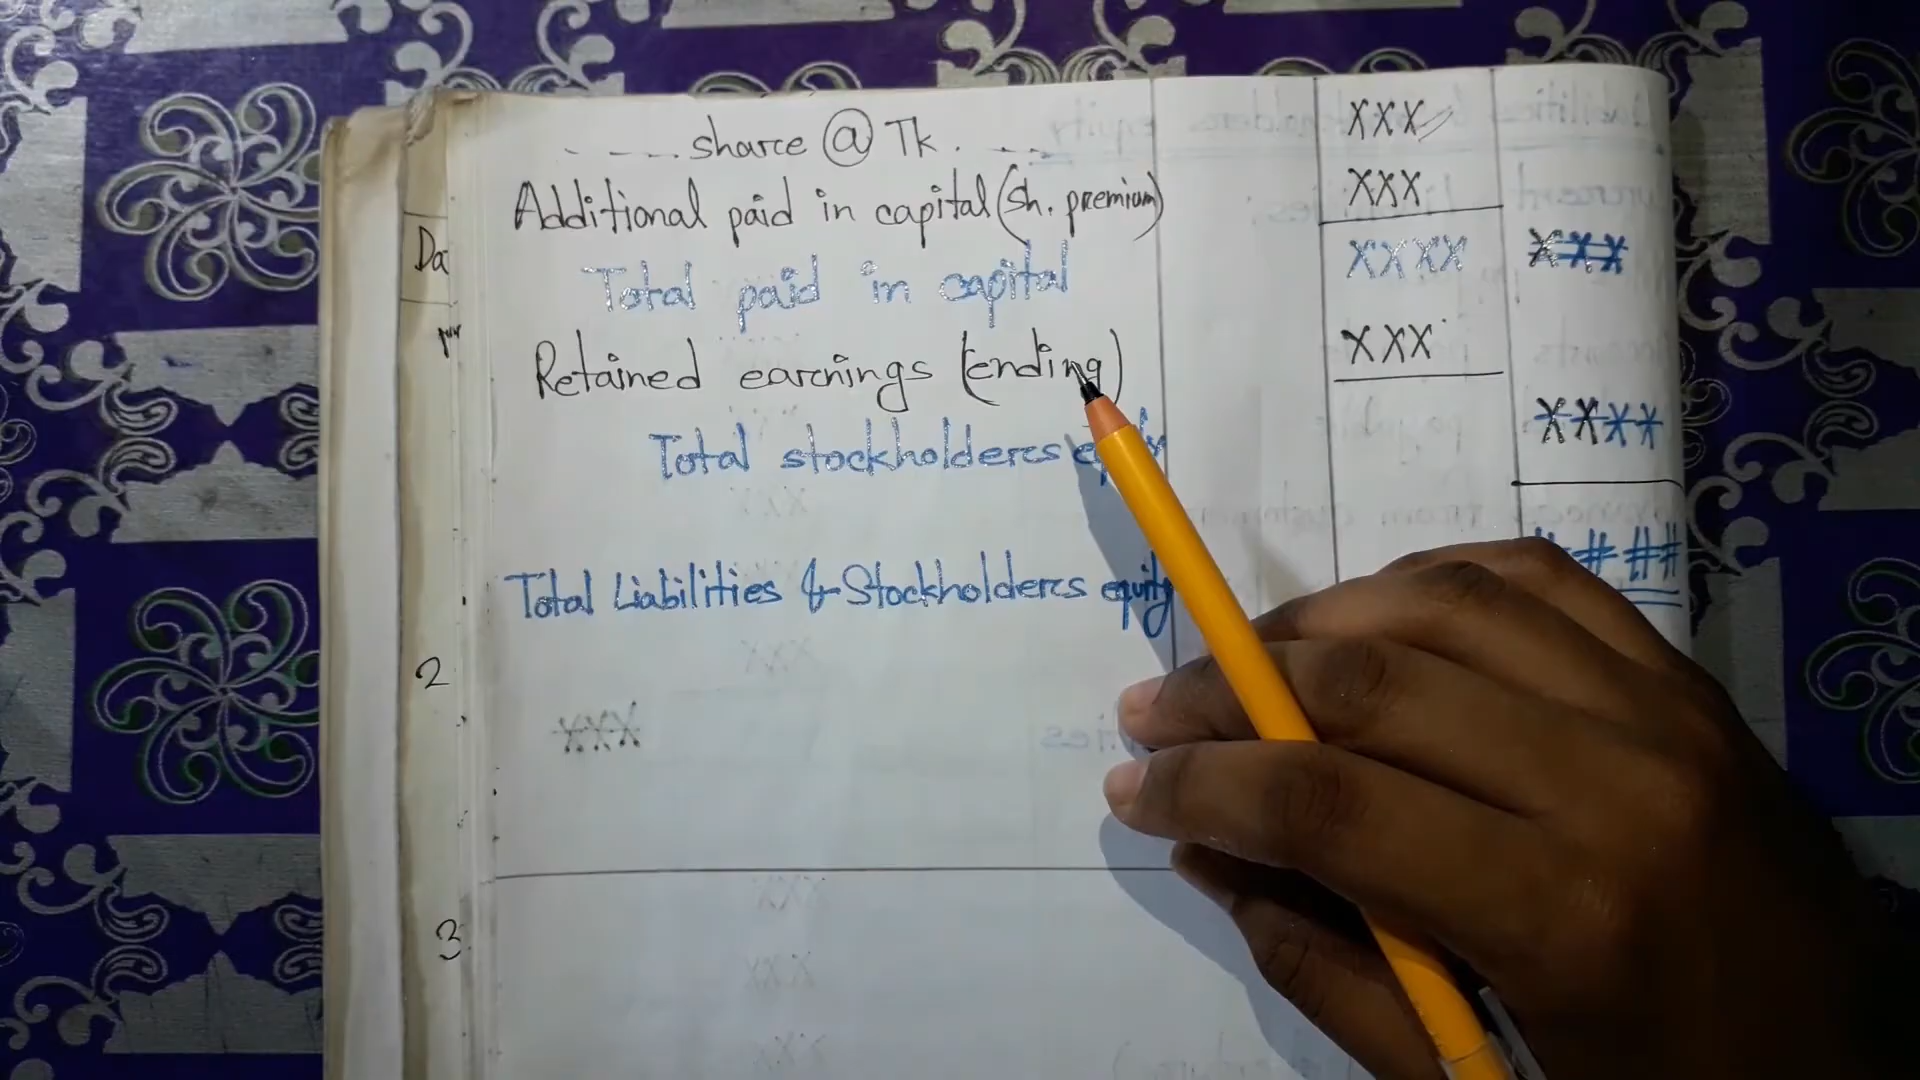 ---- share @ Tk. --- XXX
Additional paid in capital (Sh. premium) XXX
Da
Total paid in capital XXXX XXX
Retained earnings (ending) XXX
Total stockholders XXXX
####
Total Liabilities & Stockholders equity
2
XXX
3